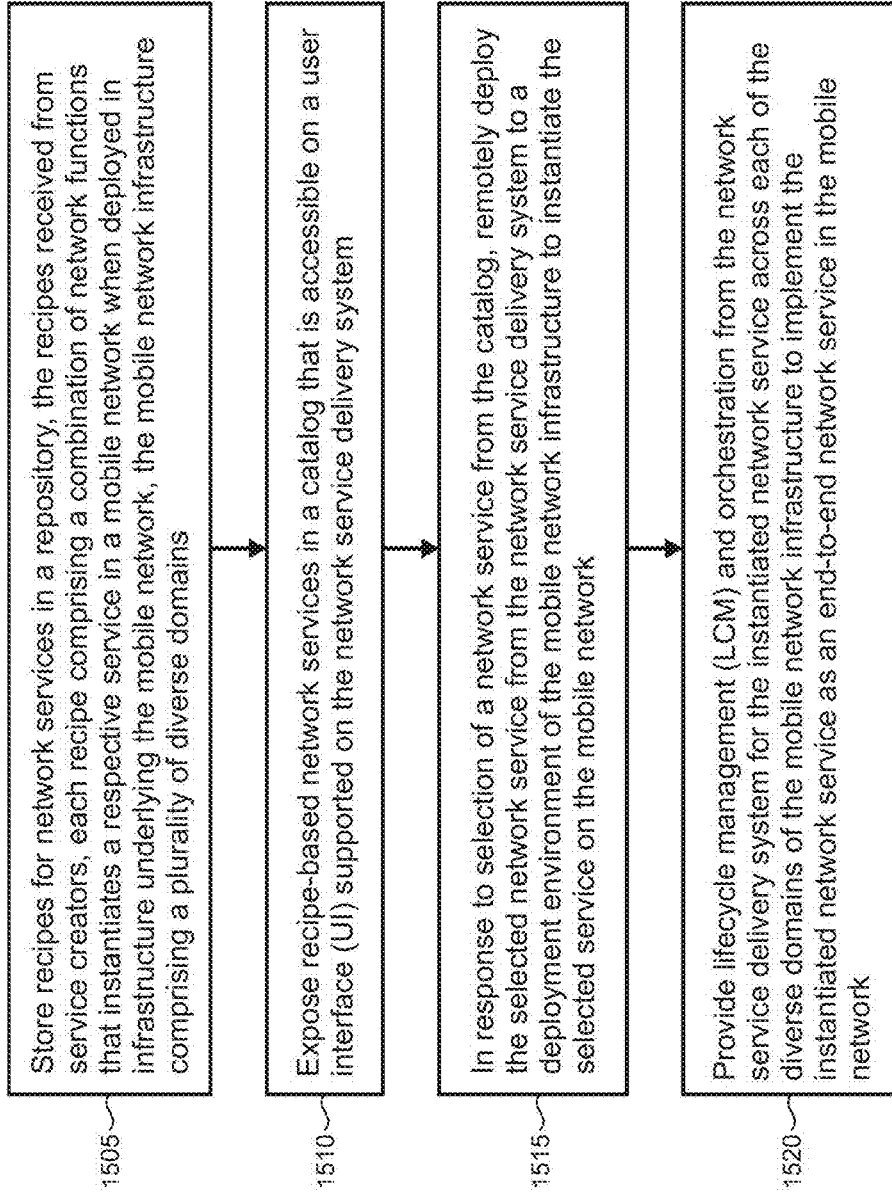 1505
Store recipes for network services in a repository, the recipes received from
service creators, each recipe comprising a combination of network functions
that instantiates a respective service in a mobile network when deployed in
infrastructure underlying the mobile network, the mobile network infrastructure
comprising a plurality of diverse domains
1510
Expose recipe-based network services in a catalog that is accessible on a user
interface (UI) supported on the network service delivery system
1515
In response to selection of a network service from the catalog, remotely deploy
the selected network service from the network service delivery system to a
deployment environment of the mobile network infrastructure to instantiate the
selected service on the mobile network
1520
Provide lifecycle management (LCM) and orchestration from the network
service delivery system for the instantiated network service across each of the
diverse domains of the mobile network infrastructure to implement the
instantiated network service as an end-to-end network service in the mobile
network